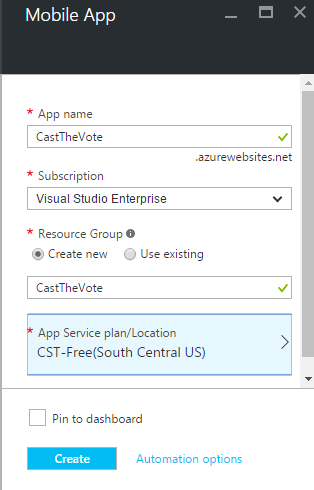 Mobile App
* App name
CastTheVote
.azurewebsites.net
* Subscription
Visual Studio Enterprise
* Resource Group
Create new Use existing
CastTheVote
* App Service plan/Location
CST-Free(South Central US)
Pin to dashboard
Create Automation options